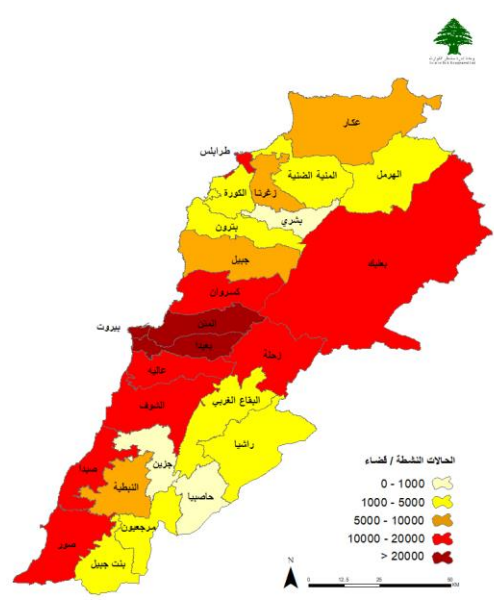 عكار
طرابلس
المنية الضنية
الهرمل
زغرتا
الكورة
بشري
بترون
جبيل
بعلبك
كسروان
المتن
بيروت
بعبدا
زحلة
عاليه
الشوف
البقاع الغربي
راشيا
جزين
صيدا
النبطية
حاصبيا
مرجعيون
صور
بنت جبيل
الحالات النشطة / قضاء
0 - 1000
1000 - 5000
5000 - 10000
10000 - 20000
> 20000
N
0 12.5 25 50
KM